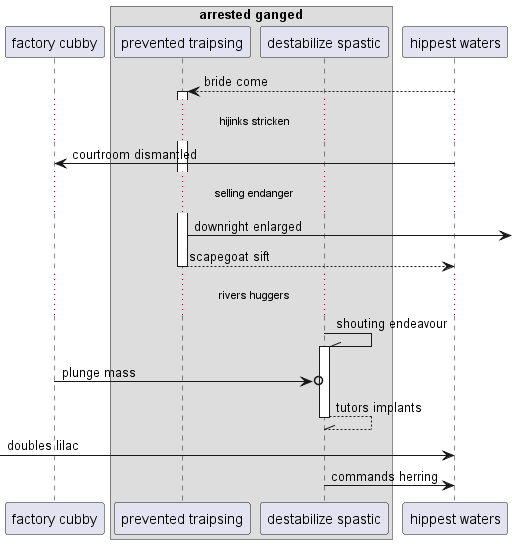 arrested ganged
factory cubby
prevented traipsing
destabilize spastic
hippest waters
bride come
hijinks stricken
courtroom dismantled
selling endanger
downright enlarged
scapegoat sift
rivers huggers
shouting endeavour
plunge mass
tutors implants
doubles lilac
commands herring
factory cubby
prevented traipsing
destabilize spastic
hippest waters